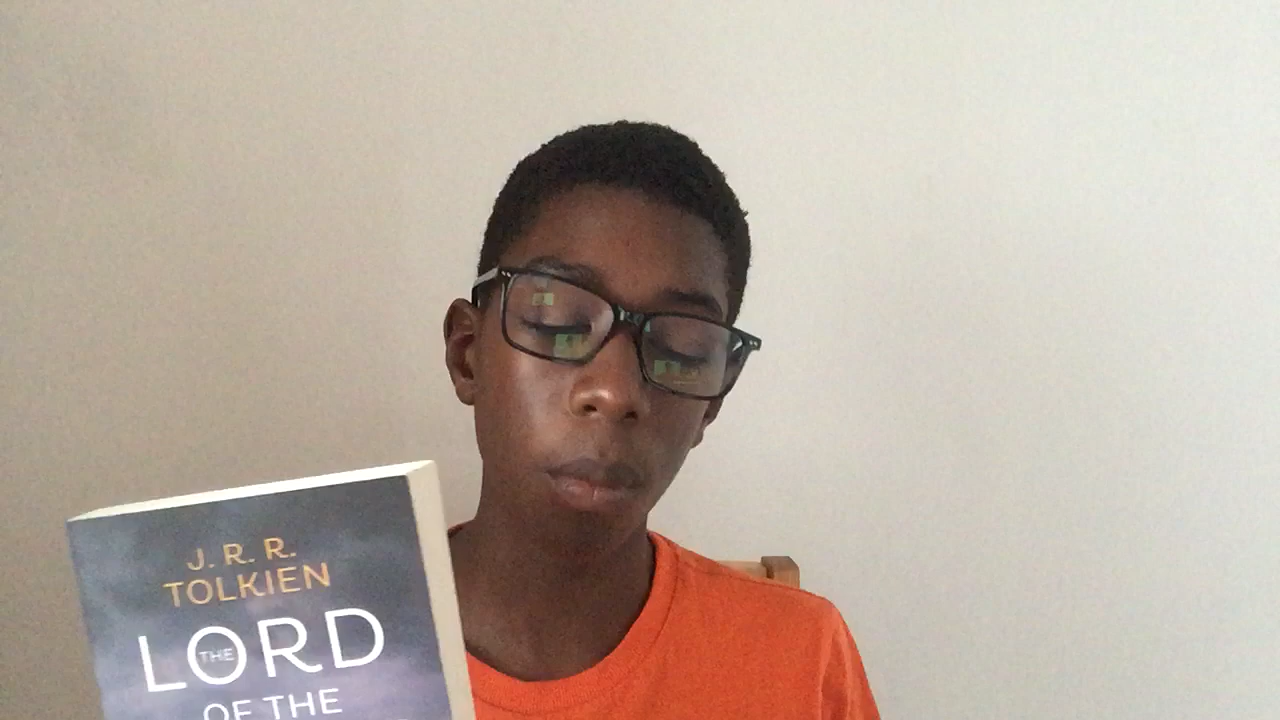 J. R. R.
TOLKIEN
THE
LORD
OF THE